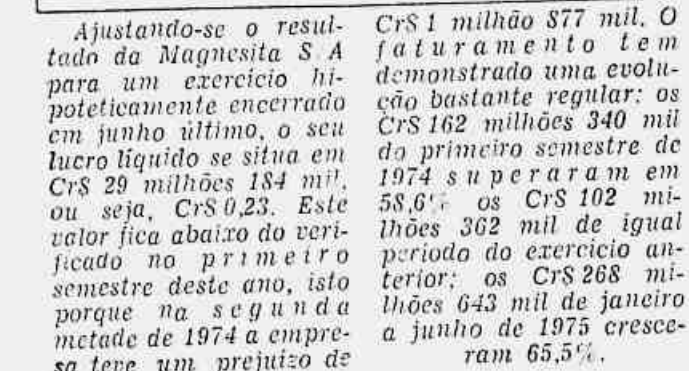 Ajustando-se o resul-
tado da Magnesita S A
para um exercício hi-
poteticamente encerrado
em junho último, o seu
lucro líquido se situa em
Cr$ 29 milhões 184 mil,
ou seja, Cr$ 0,23. Este
valor fica abaixo do veri-
ficado no primeiro
semestre deste ano, isto
porque na segunda
metade de 1974 a empre-
sa teve um prejuízo de
Cr$ 1 milhão 877 mil. O
faturamento tem
demonstrado uma evolu-
ção bastante regular: os
Cr$ 162 milhões 340 mil
do primeiro semestre de
1974 superaram em
58,6% os Cr$ 102 mi-
lhões 362 mil de igual
período do exercício an-
terior; os Cr$ 268 mi-
lhões 643 mil de janeiro
a junho de 1975 cresce-
ram 65,5%.